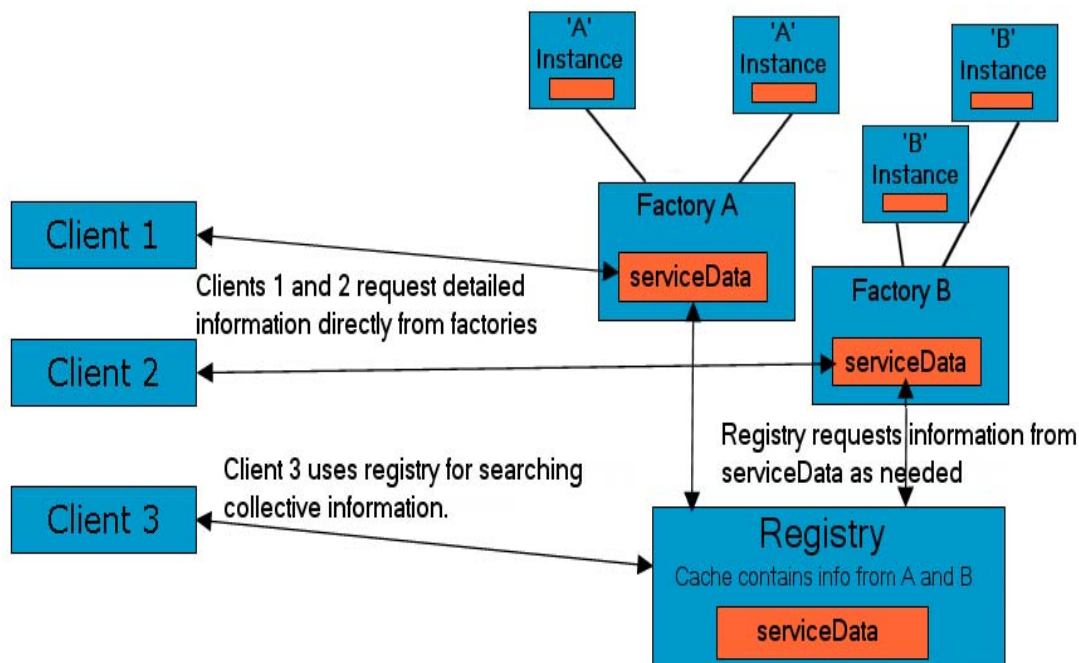 'A'
Instance
'A'
Instance
'B'
Instance
'B'
Instance
Factory A
serviceData
Factory B
serviceData
Client 1
Clients 1 and 2 request detailed
information directly from factories
Client 2
Registry requests information from
serviceData as needed
Client 3 uses registry for searching
collective information.
Client 3
Registry
Cache contains info from A and B
serviceData